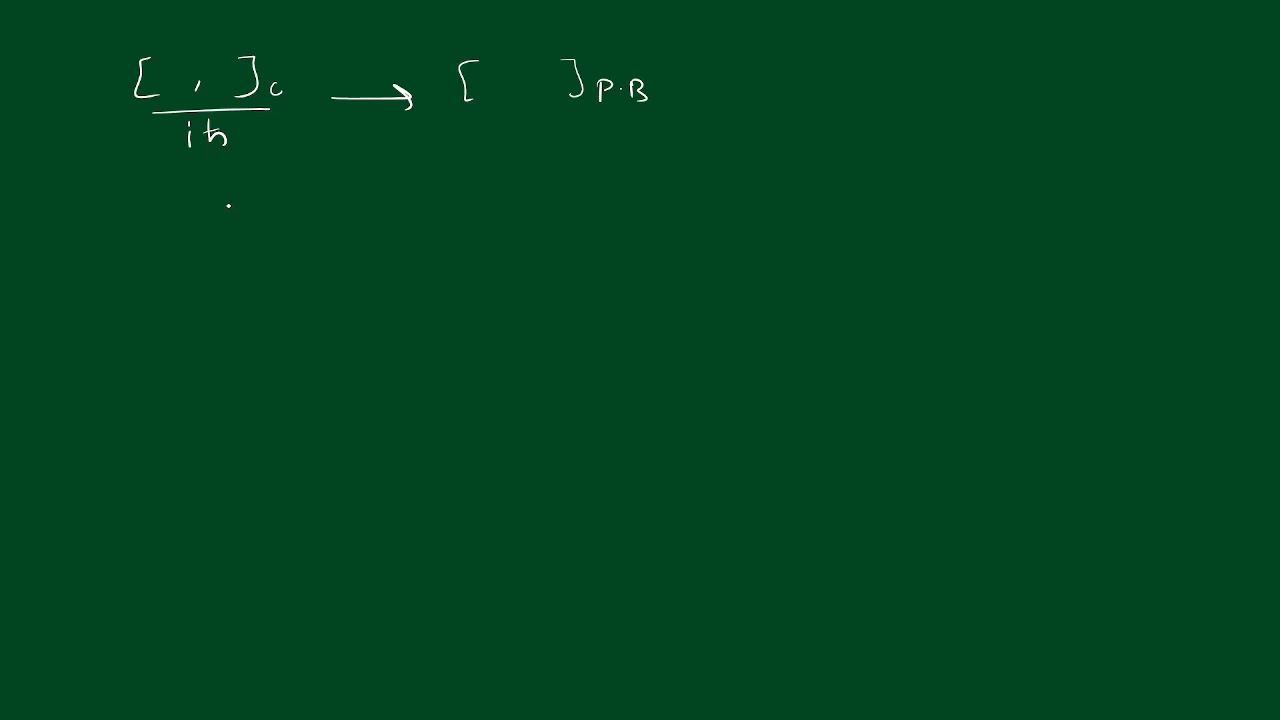 [ , ]c / iħ → [ ]P.B